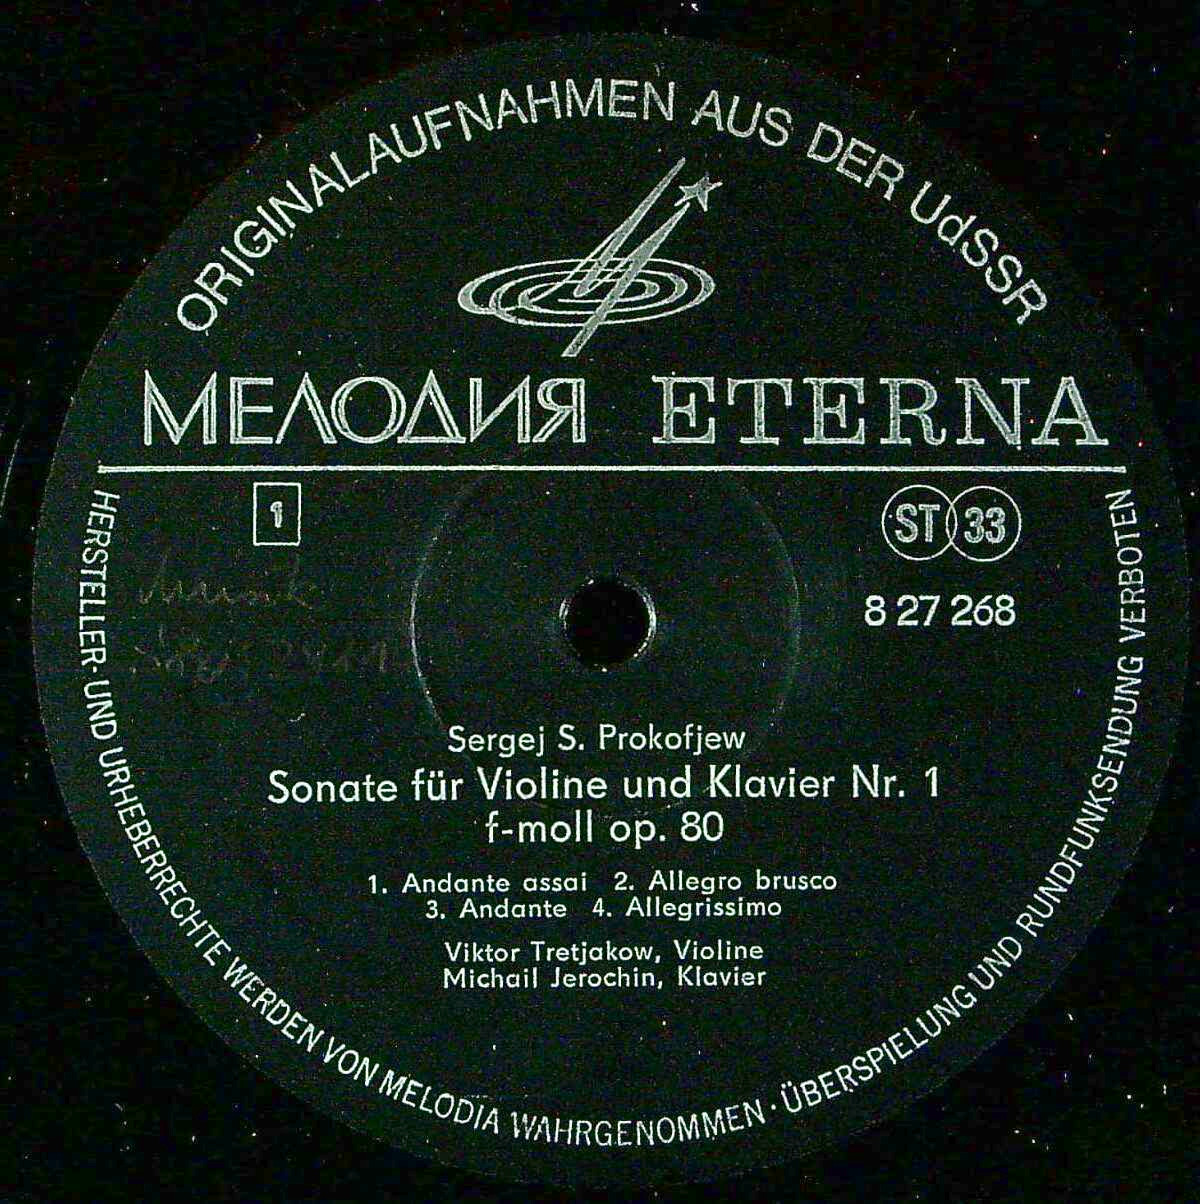 ORIGINALAUFNAHMEN AUS DER UdSSR
МЕЛОДИЯ ETERNA
1
ST 33
8 27 268
Sergej S. Prokofjew
Sonate für Violine und Klavier Nr. 1
f-moll op. 80
1. Andante assai 2. Allegro brusco
3. Andante 4. Allegrissimo
Viktor Tretjakow, Violine
Michail Jerochin, Klavier
HERSTELLER- UND URHEBERRECHTE WERDEN VON MELODIA WAHRGENOMMEN · ÜBERSPIELUNG UND RUNDFUNKSENDUNG VERBOTEN